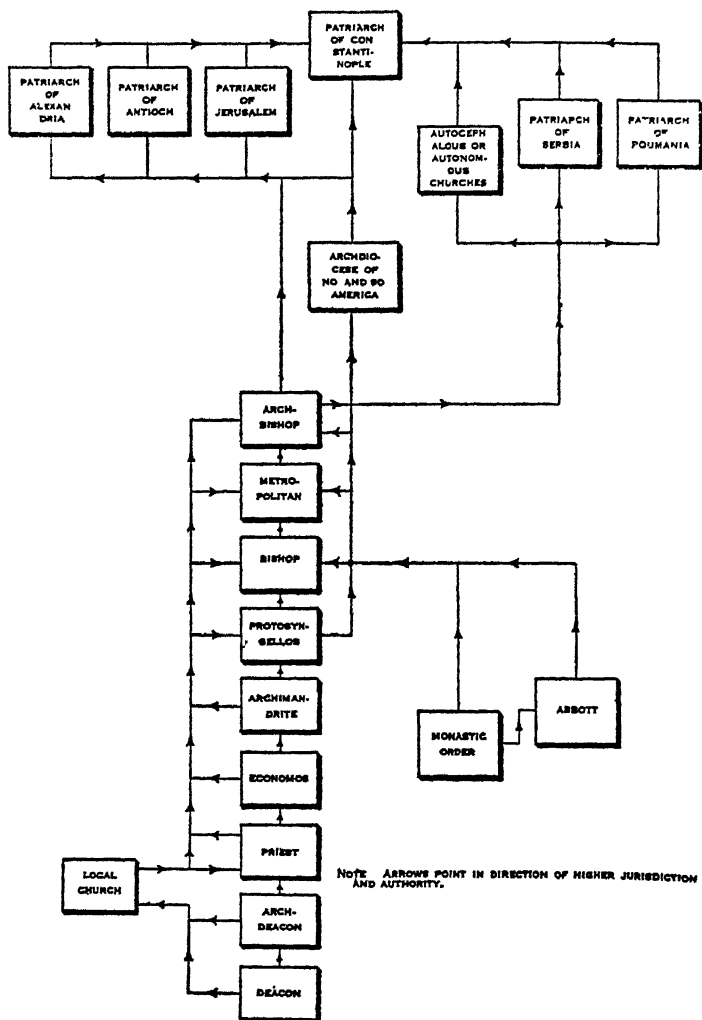 PATRIARCH
OF CON
STANTI-
NOPLE
PATRIARCH
OF
ALEXAN
DRIA
PATRIARCH
OF
ANTIOCH
PATRIARCH
OF
JERUSALEM
AUTOCEPH
ALOUS OR
AUTONOM-
OUS
CHURCHES
PATRIARCH
OF
SERBIA
PATRIARCH
OF
ROUMANIA
ARCHDIO-
CESE OF
NO AND SO
AMERICA
ARCH-
BISHOP
METRO-
POLITAN
BISHOP
PROTOSYN-
GELLOS
ARCHIMAN-
DRITE
ECONOMOS
PRIEST
ARCH-
DEACON
DEACON
LOCAL
CHURCH
MONASTIC
ORDER
ABBOTT
NOTE ARROWS POINT IN DIRECTION OF HIGHER JURISDICTION
AND AUTHORITY.